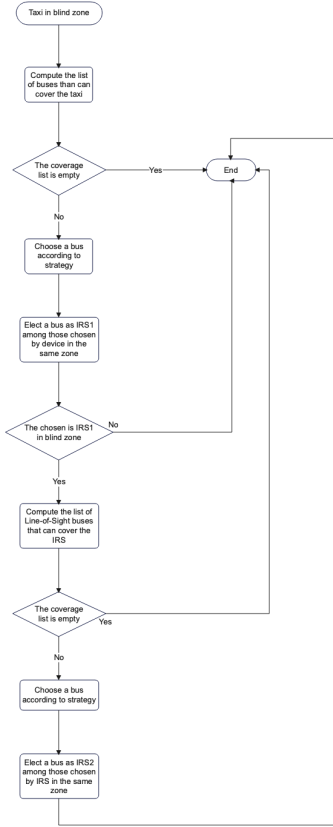 Taxi in blind zone
Compute the list
of buses than can
cover the taxi
The coverage
list is empty
Yes
End
No
Choose a bus
according to
strategy
Elect a bus as IRS1
among those chosen
by device in the
same zone
The chosen is IRS1
in blind zone
No
Yes
Compute the list of
Line-of-Sight buses
that can cover the
IRS
The coverage
list is empty
Yes
No
Choose a bus
according to strategy
Elect a bus as IRS2
among those chosen
by IRS in the same
zone